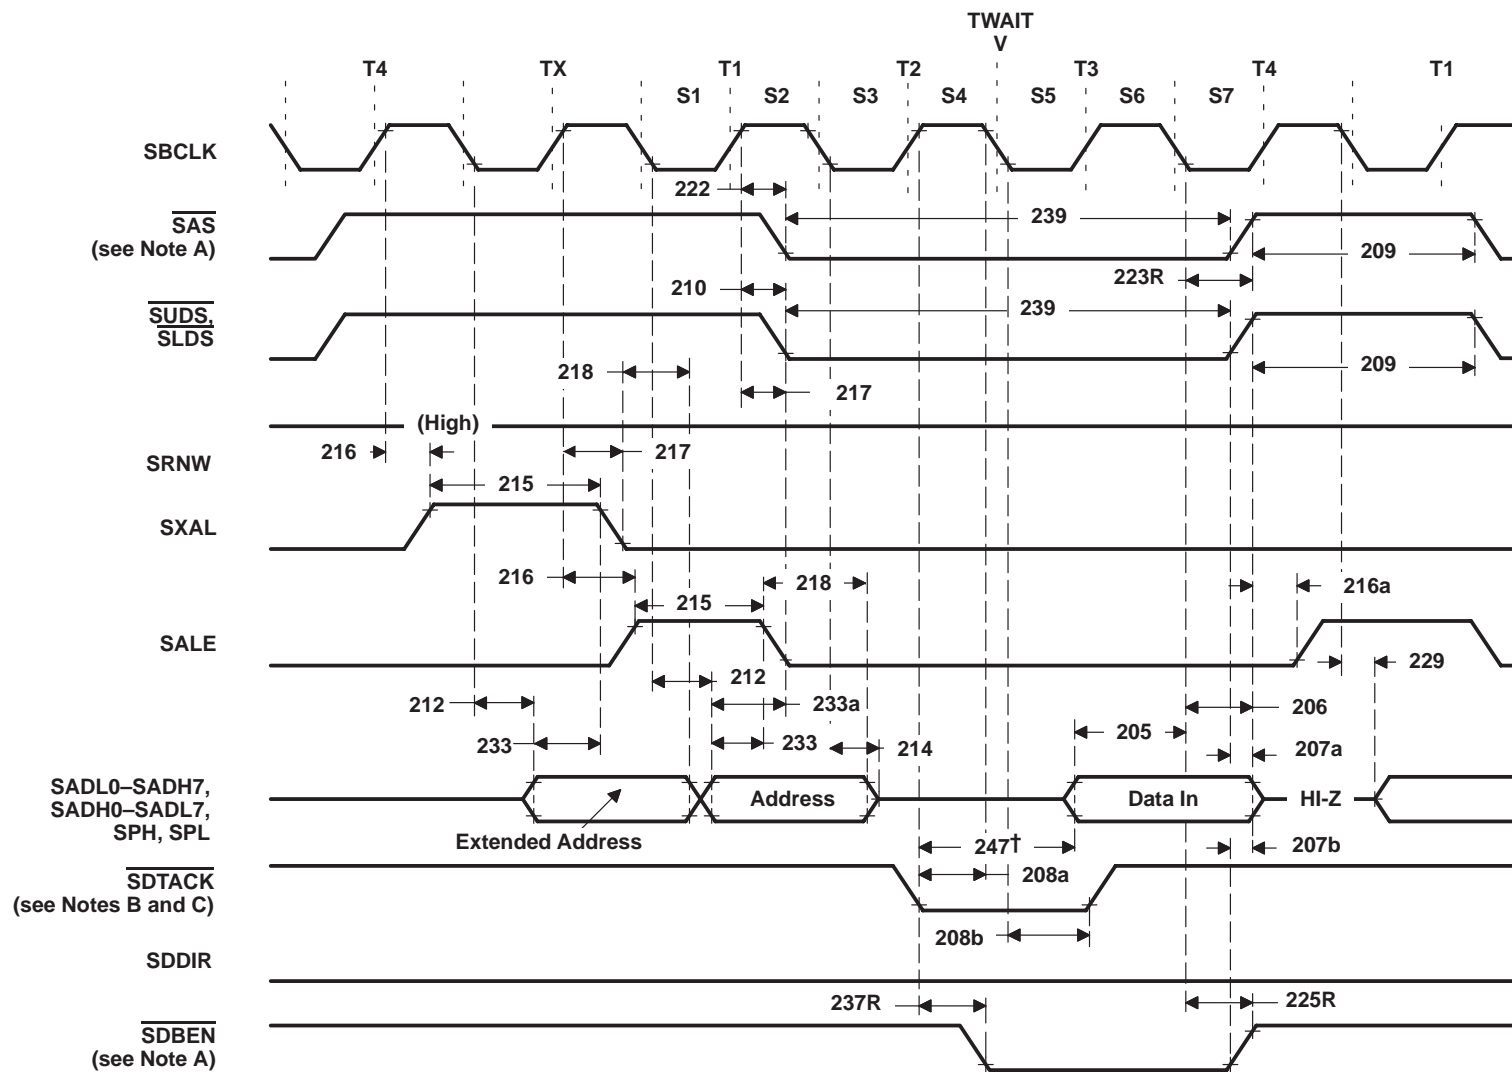 TWAIT
V
T4 TX T1 T2 T3 T4 T1
S1 S2 S3 S4 S5 S6 S7
SBCLK
222
SAS
(see Note A)
239
209
223R
210
SUDS,
SLDS
239
209
218
217
(High)
216
217
SRNW
215
SXAL
216
218
216a
215
SALE
229
212
212
233a
206
233
233
214
205
207a
SADL0–SADH7,
SADH0–SADL7,
SPH, SPL
Address
Data In
HI-Z
Extended Address
247†
207b
SDTACK
(see Notes B and C)
208a
208b
SDDIR
237R
225R
SDBEN
(see Note A)